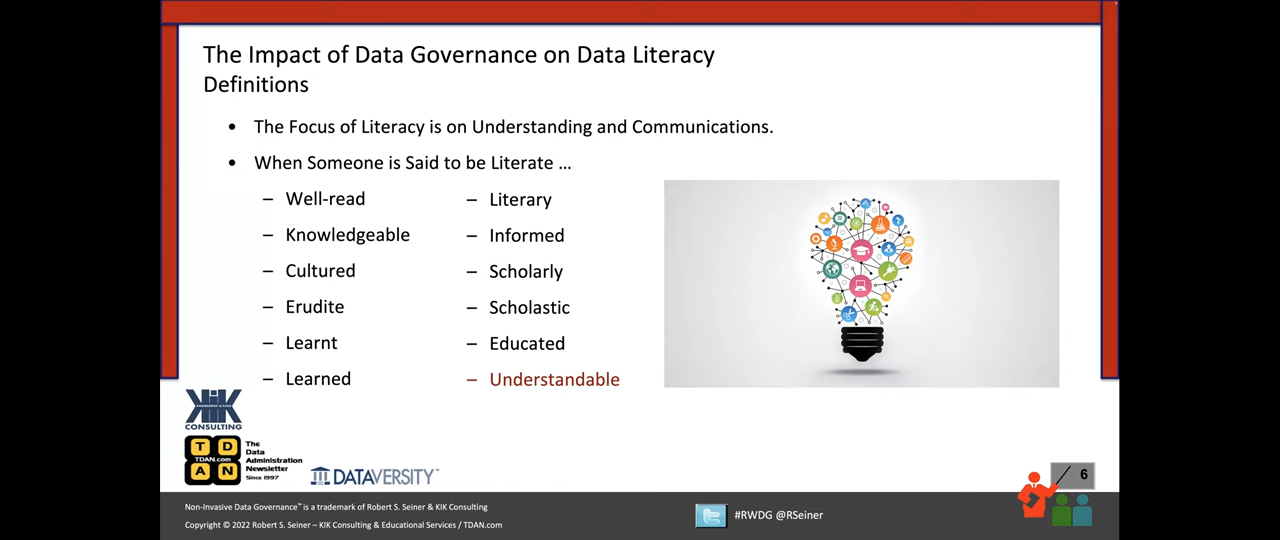 The Impact of Data Governance on Data Literacy
Definitions
• The Focus of Literacy is on Understanding and Communications.
• When Someone is Said to be Literate …
– Well-read
– Knowledgeable
– Cultured
– Erudite
– Learnt
– Learned
– Literary
– Informed
– Scholarly
– Scholastic
– Educated
– Understandable
KIK
CONSULTING
T D
TDAN.com
A N
The
Data
Administration
Newsletter
Since 1997
DATAVERSITY™
6
Non-Invasive Data Governance™ is a trademark of Robert S. Seiner & KIK Consulting
Copyright © 2022 Robert S. Seiner – KIK Consulting & Educational Services / TDAN.com
#RWDG @RSeiner